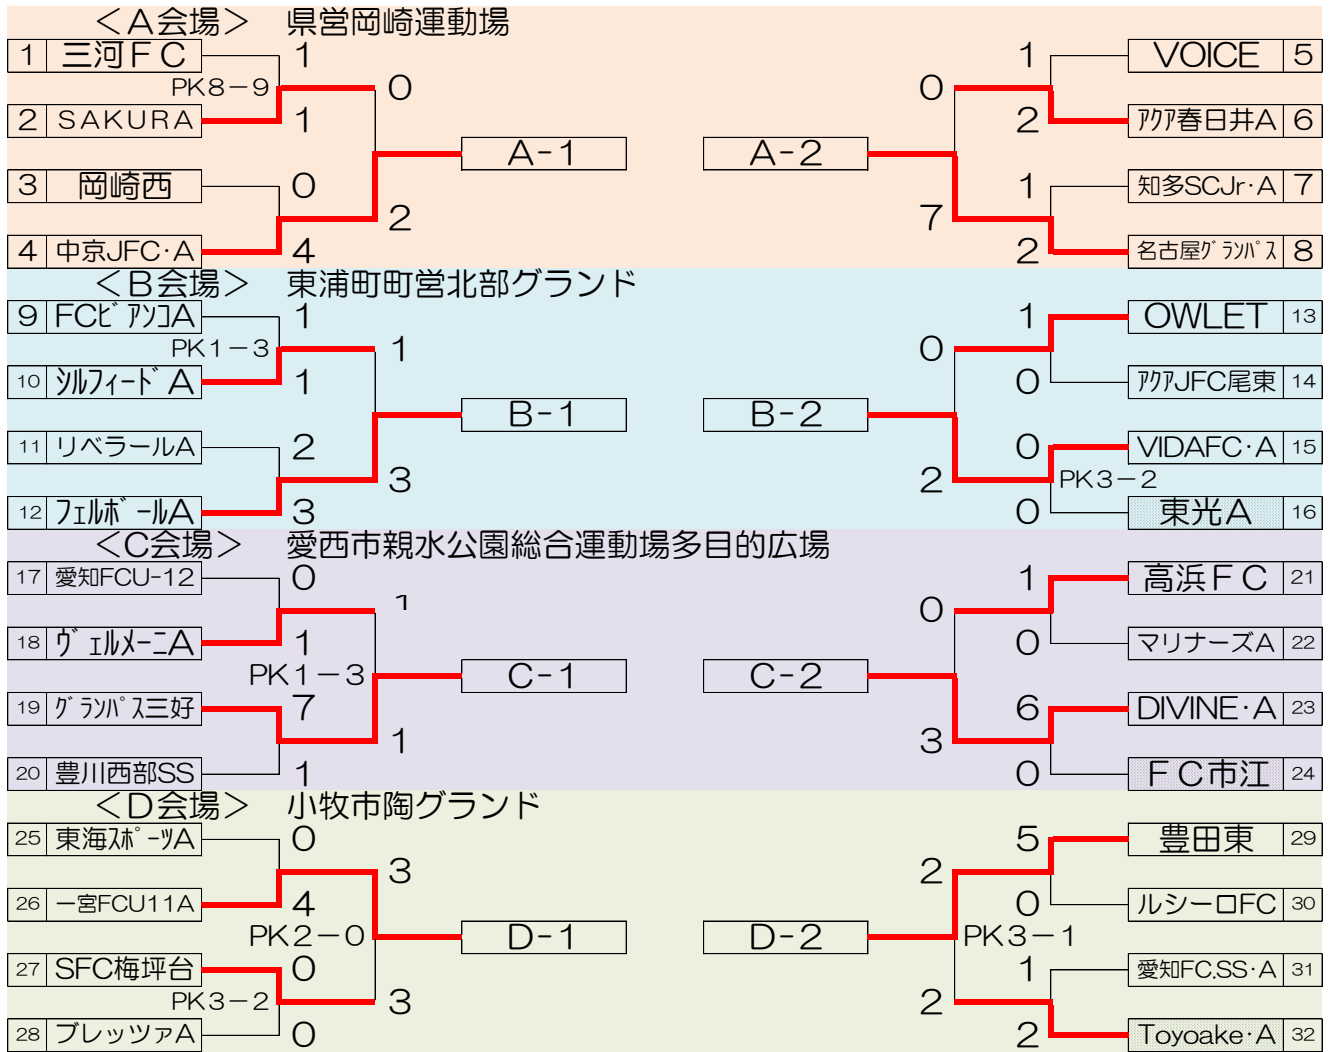 ＜A会場＞ 県営岡崎運動場
1 三河ＦＣ 1 1 VOICE 5
PK8－9 0 0
2 SAKURA 1 2 ｱｸｱ春日井A 6
A-1 A-2
3 岡崎西 0 1 知多SCJr･A 7
2 7
4 中京JFC･A 4 2 名古屋ｸﾞﾗﾝﾊﾟｽ 8
＜B会場＞ 東浦町町営北部グランド
9 FCﾋﾞｱﾝｺA 1 1 OWLET 13
PK1－3 1 0
10 ｼﾙﾌィｰﾄﾞA 1 0 ｱｸｱJFC尾東 14
B-1 B-2
11 リベラールA 2 0 VIDAFC･A 15
3 2 PK3－2
12 ﾌェﾙﾎﾞｰﾙA 3 0 東光A 16
＜C会場＞ 愛西市親水公園総合運動場多目的広場
17 愛知FCU-12 0 1 高浜ＦＣ 21
1 0
18 ヴェﾙﾒｰﾆA 1 0 マリナーズA 22
PK1－3 C-1 C-2
19 ｸﾞﾗﾝﾊﾟｽ三好 7 6 DIVINE･A 23
1 3
20 豊川西部SS 1 0 ＦＣ市江 24
＜D会場＞ 小牧市陶グランド
25 東海ｽﾎﾟｰﾂA 0 5 豊田東 29
3 2
26 一宮FCU11A 4 0 ルシーロFC 30
PK2－0 D-1 D-2 PK3－1
27 SFC梅坪台 0 1 愛知FC.SS･A 31
PK3－2 3 2
28 ブレッツァA 0 2 Toyoake･A 32